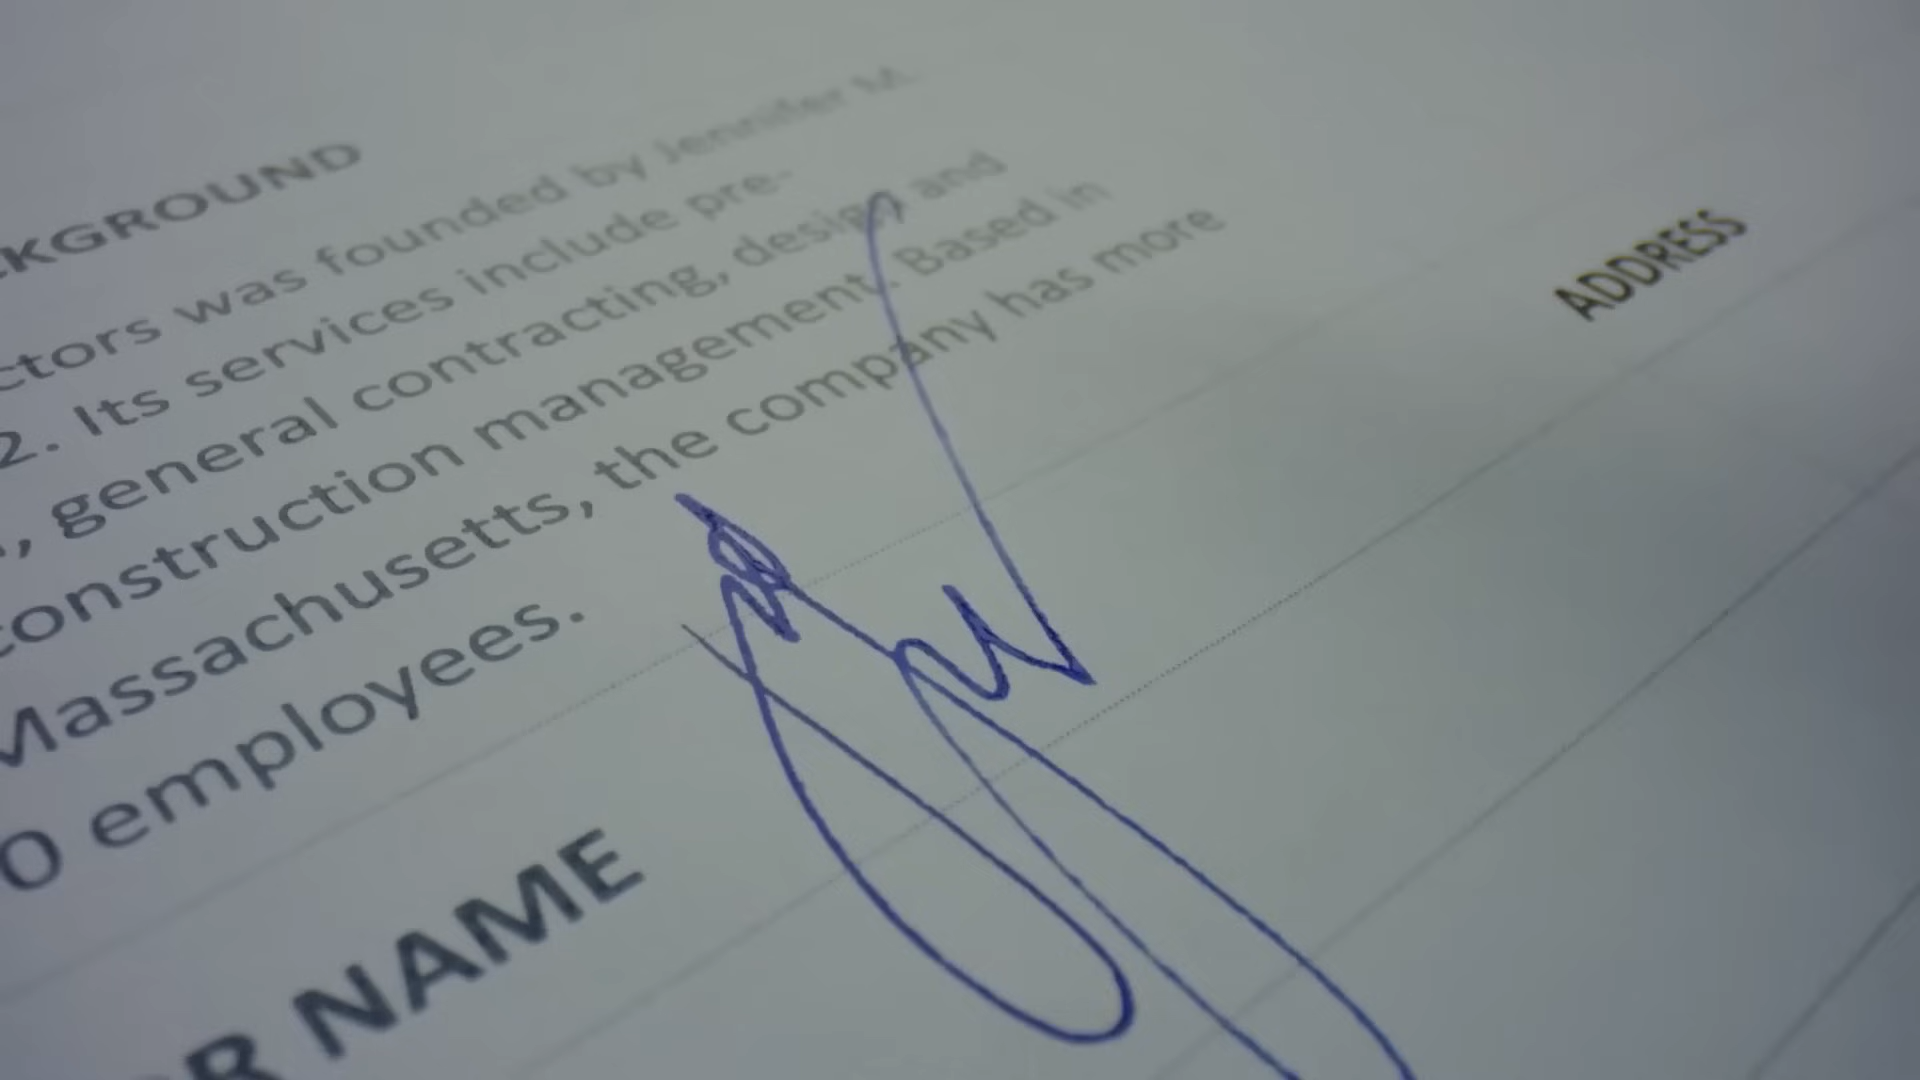 KGROUND
ctors was founded by Jennifer M.
2. Its services include pre-
, general contracting, design and
construction management. Based in
Massachusetts, the company has more
0 employees.
R NAME
ADDRESS